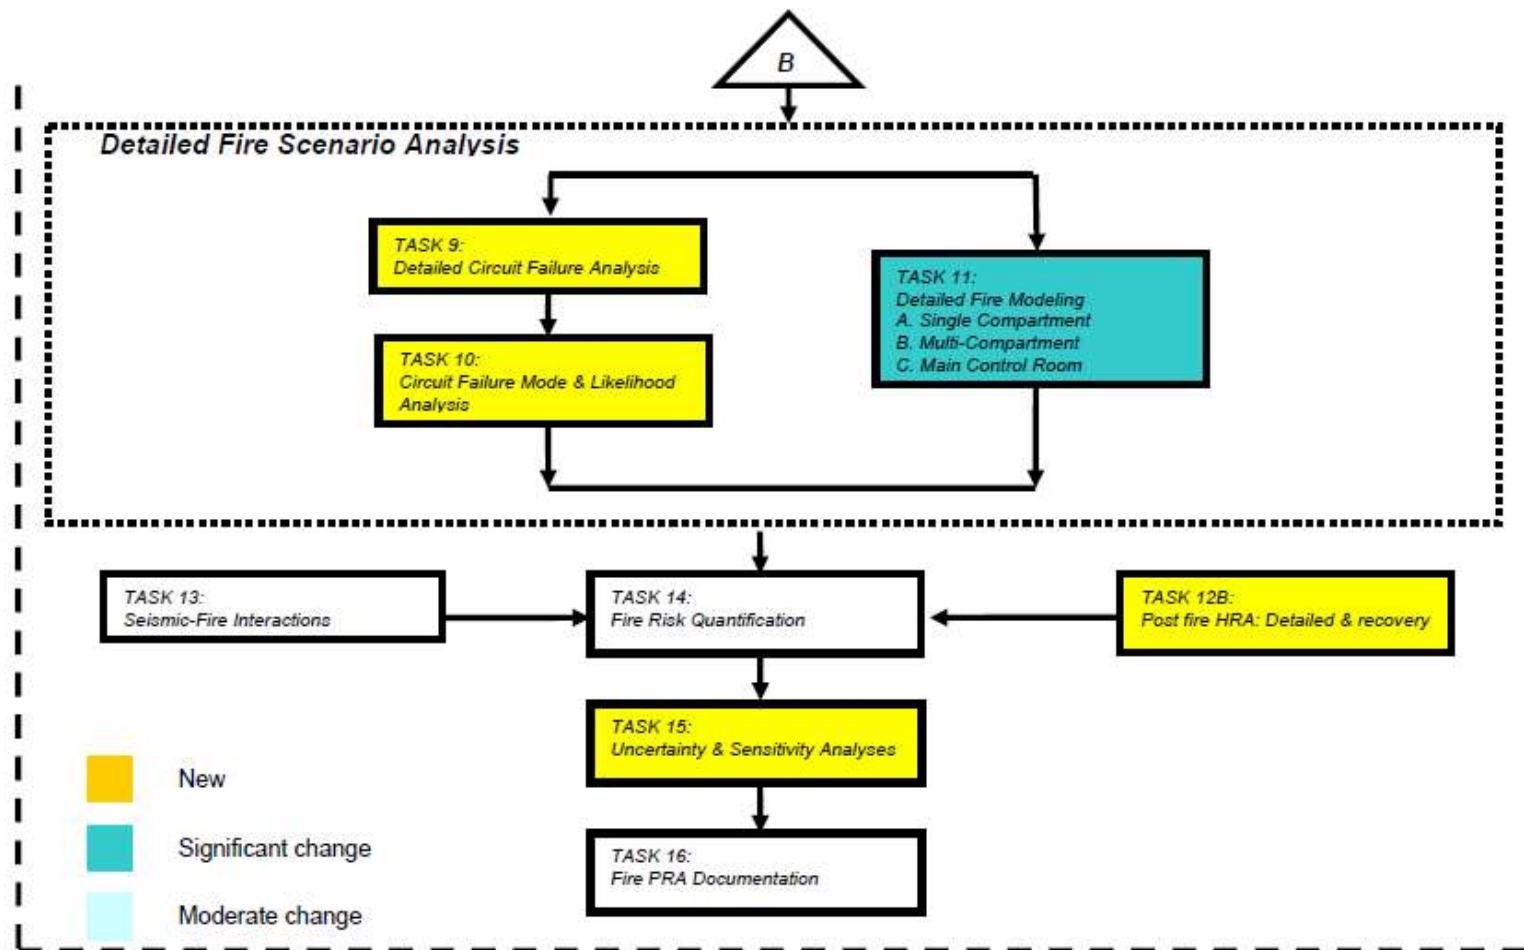 B
Detailed Fire Scenario Analysis
TASK 9:
Detailed Circuit Failure Analysis
TASK 10:
Circuit Failure Mode & Likelihood
Analysis
TASK 11:
Detailed Fire Modeling
A. Single Compartment
B. Multi-Compartment
C. Main Control Room
TASK 13:
Seismic-Fire Interactions
TASK 14:
Fire Risk Quantification
TASK 12B:
Post fire HRA: Detailed & recovery
TASK 15:
Uncertainty & Sensitivity Analyses
TASK 16:
Fire PRA Documentation
New
Significant change
Moderate change